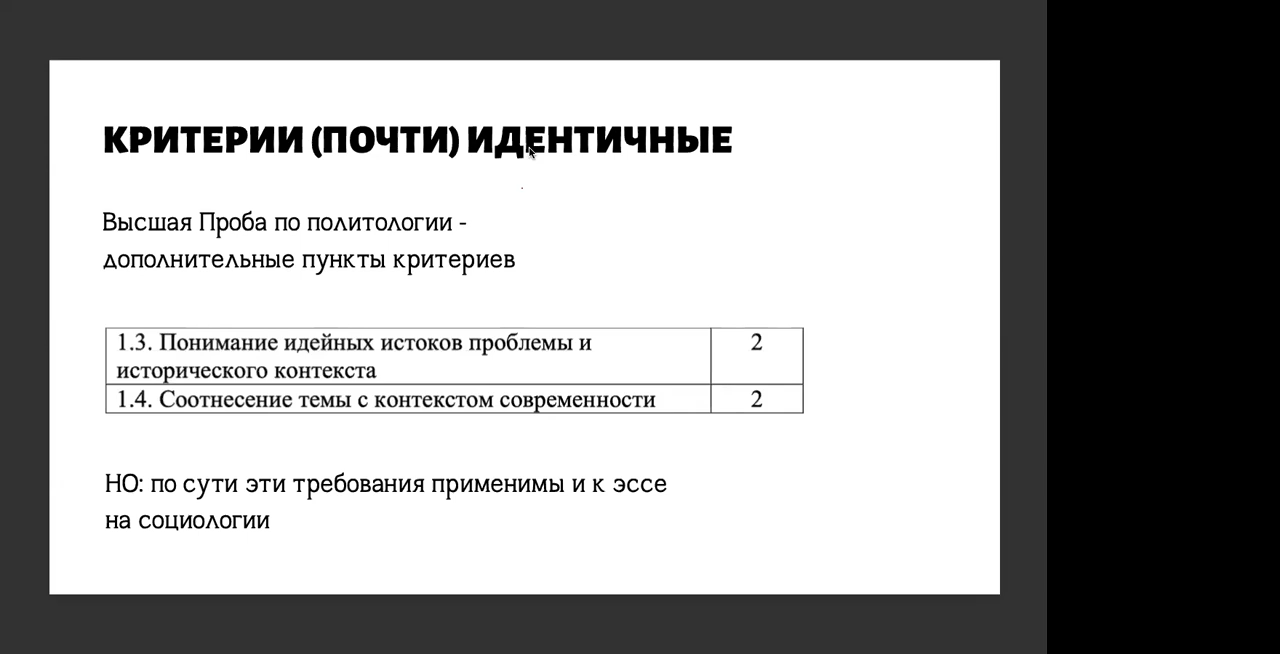 КРИТЕРИИ (ПОЧТИ) ИДЕНТИЧНЫЕ
Высшая Проба по политологии -
дополнительные пункты критериев
1.3. Понимание идейных истоков проблемы и 2
исторического контекста
1.4. Соотнесение темы с контекстом современности 2
НО: по сути эти требования применимы и к эссе
на социологии